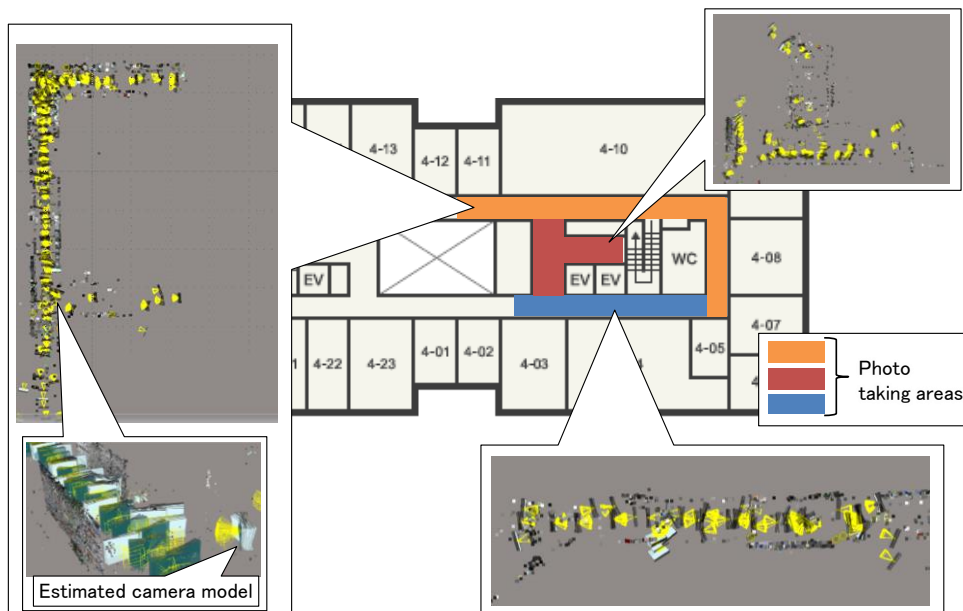 4-13
4-12
4-11
4-10
EV
EV
EV
WC
4-08
4-07
4-22
4-23
4-01
4-02
4-03
4-05
Photo
taking areas
Estimated camera model